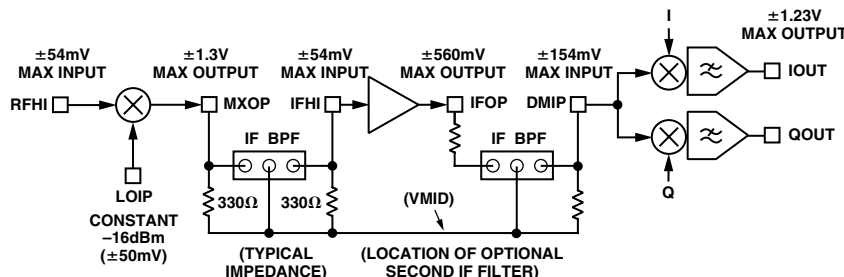 I
±1.23V
MAX OUTPUT
±54mV
MAX INPUT
±1.3V
MAX OUTPUT
±54mV
MAX INPUT
±560mV
MAX OUTPUT
±154mV
MAX INPUT
RFHI
MXOP
IFHI
IFOP
DMIP
IOUT
IF BPF
IF BPF
QOUT
LOIP
330Ω
330Ω
(VMID)
Q
CONSTANT
–16dBm
(±50mV)
(TYPICAL
IMPEDANCE)
(LOCATION OF OPTIONAL
SECOND IF FILTER)